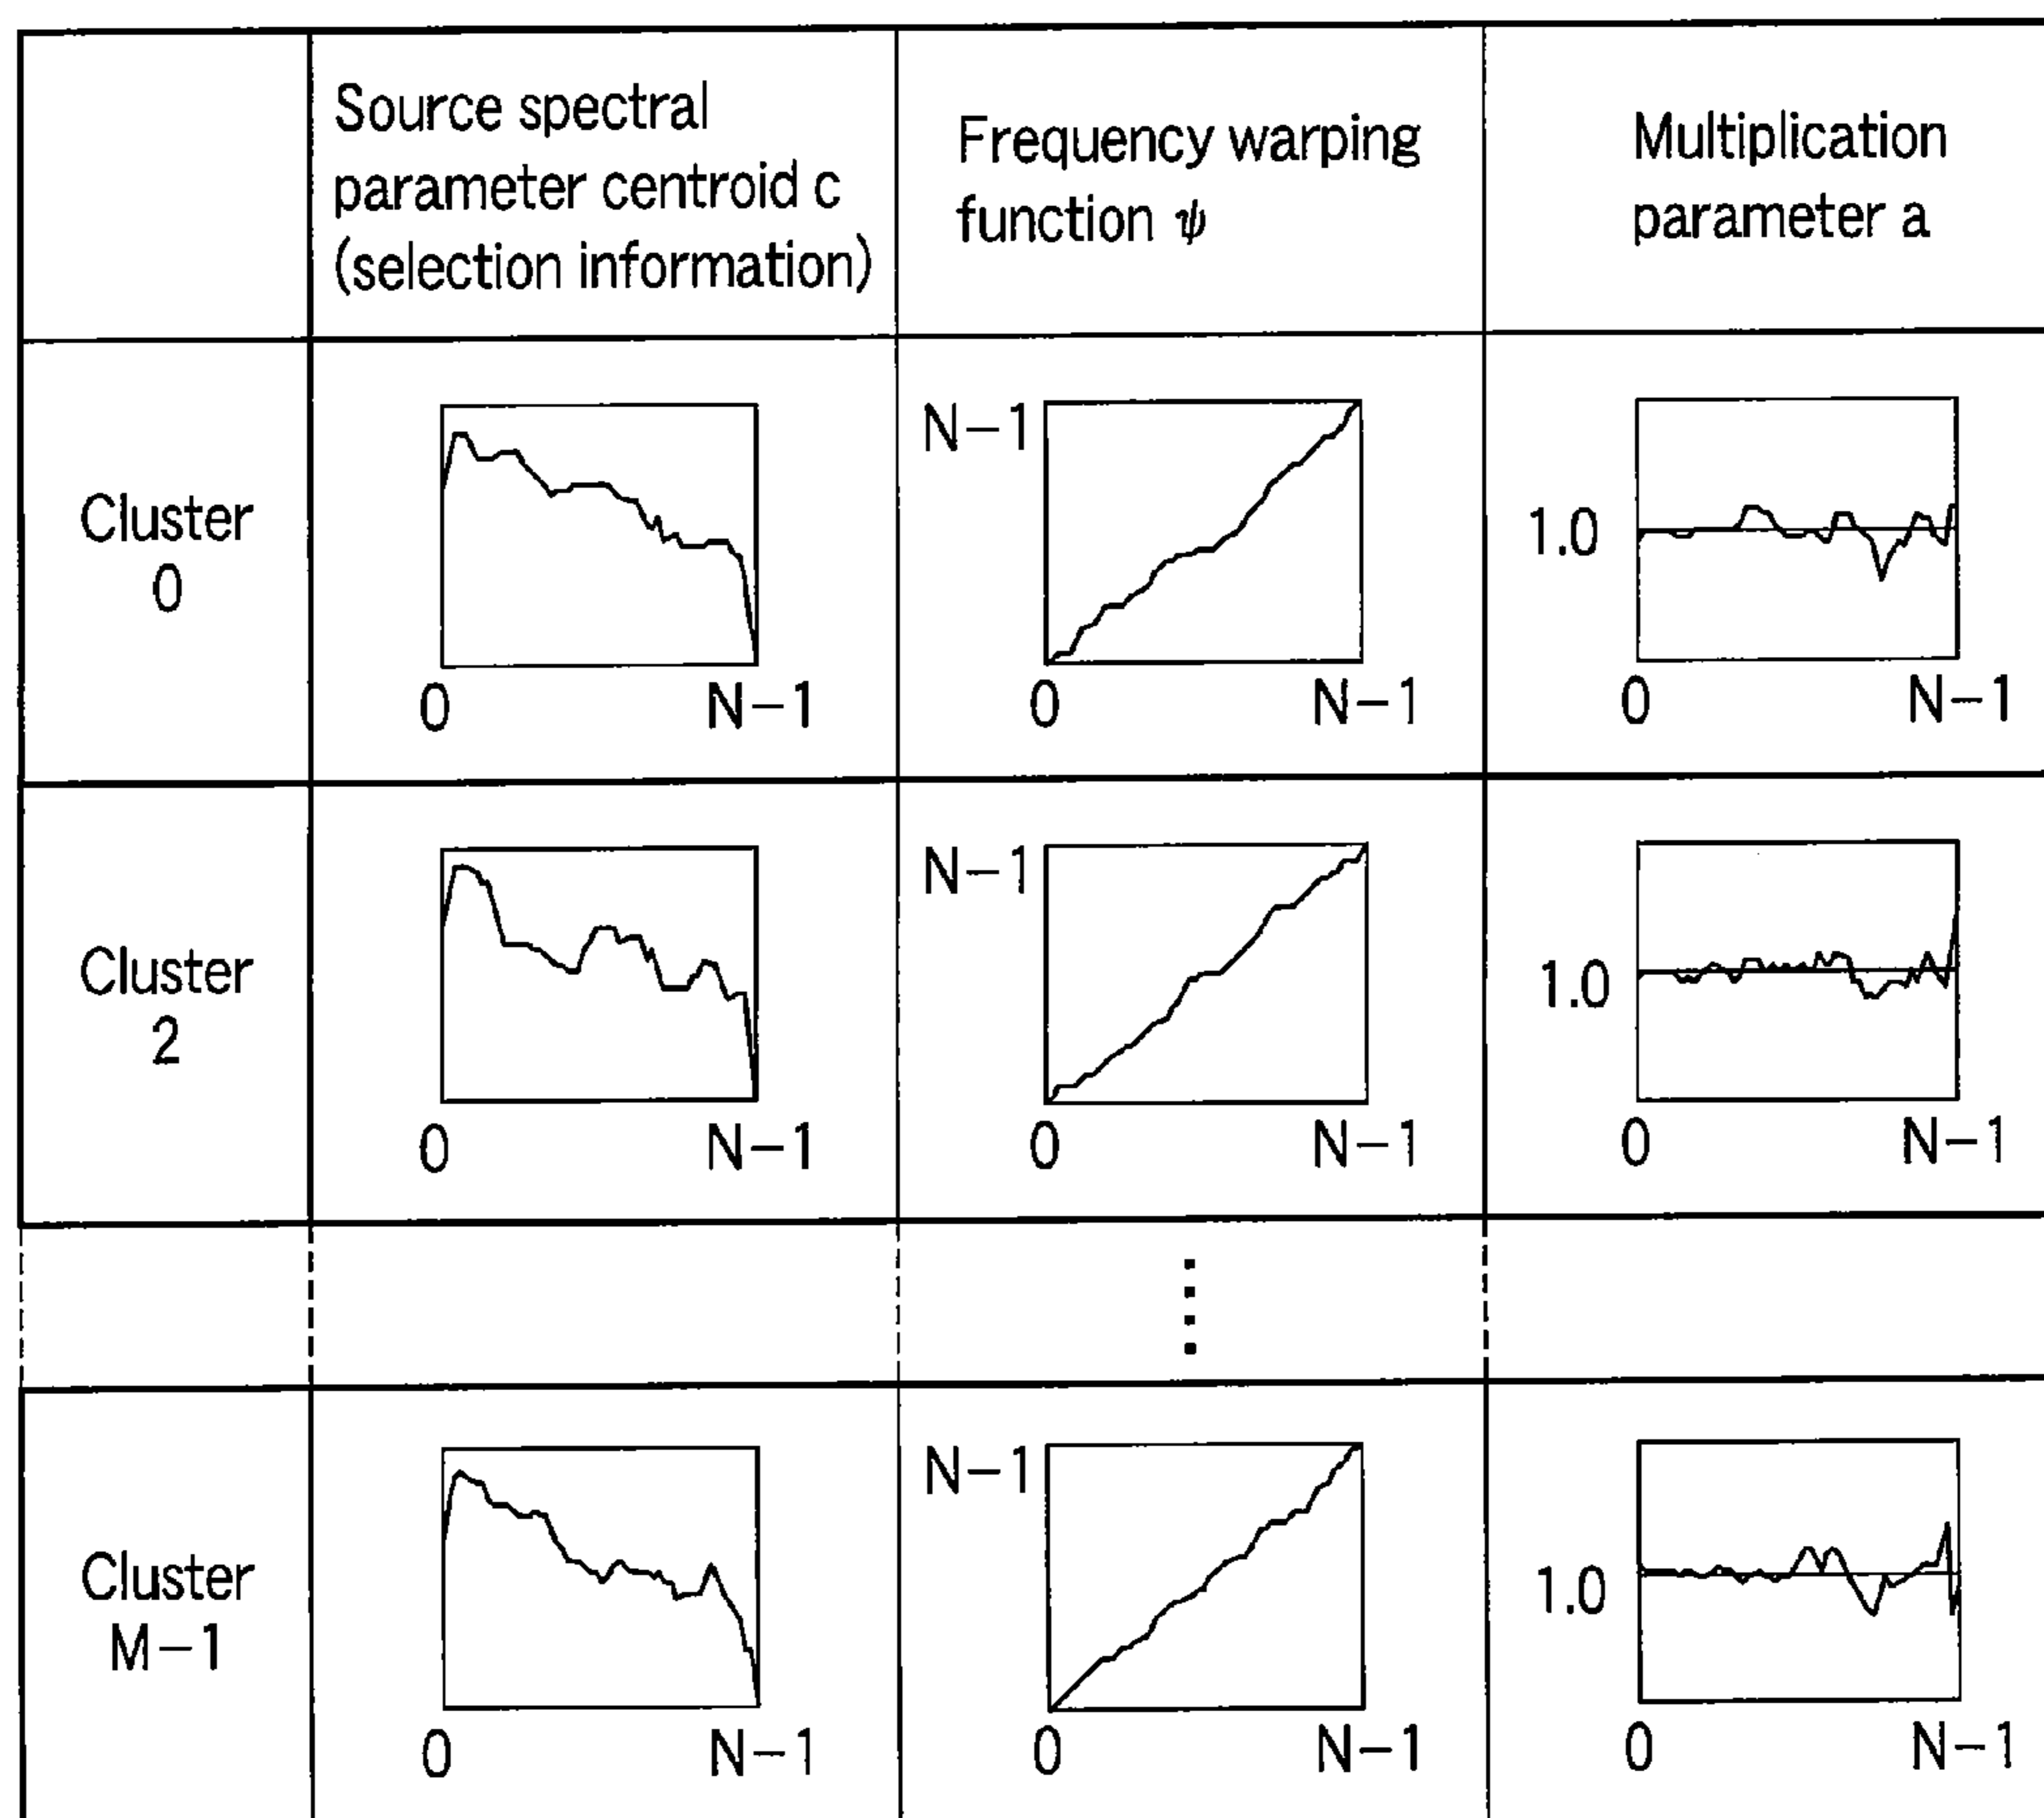 Source spectral
parameter centroid c
(selection information)
Frequency warping
function ψ
Multiplication
parameter a
Cluster
0
0
N-1
N-1
0
N-1
1.0
0
N-1
Cluster
2
0
N-1
N-1
0
N-1
1.0
0
N-1
Cluster
M-1
0
N-1
N-1
0
N-1
1.0
0
N-1